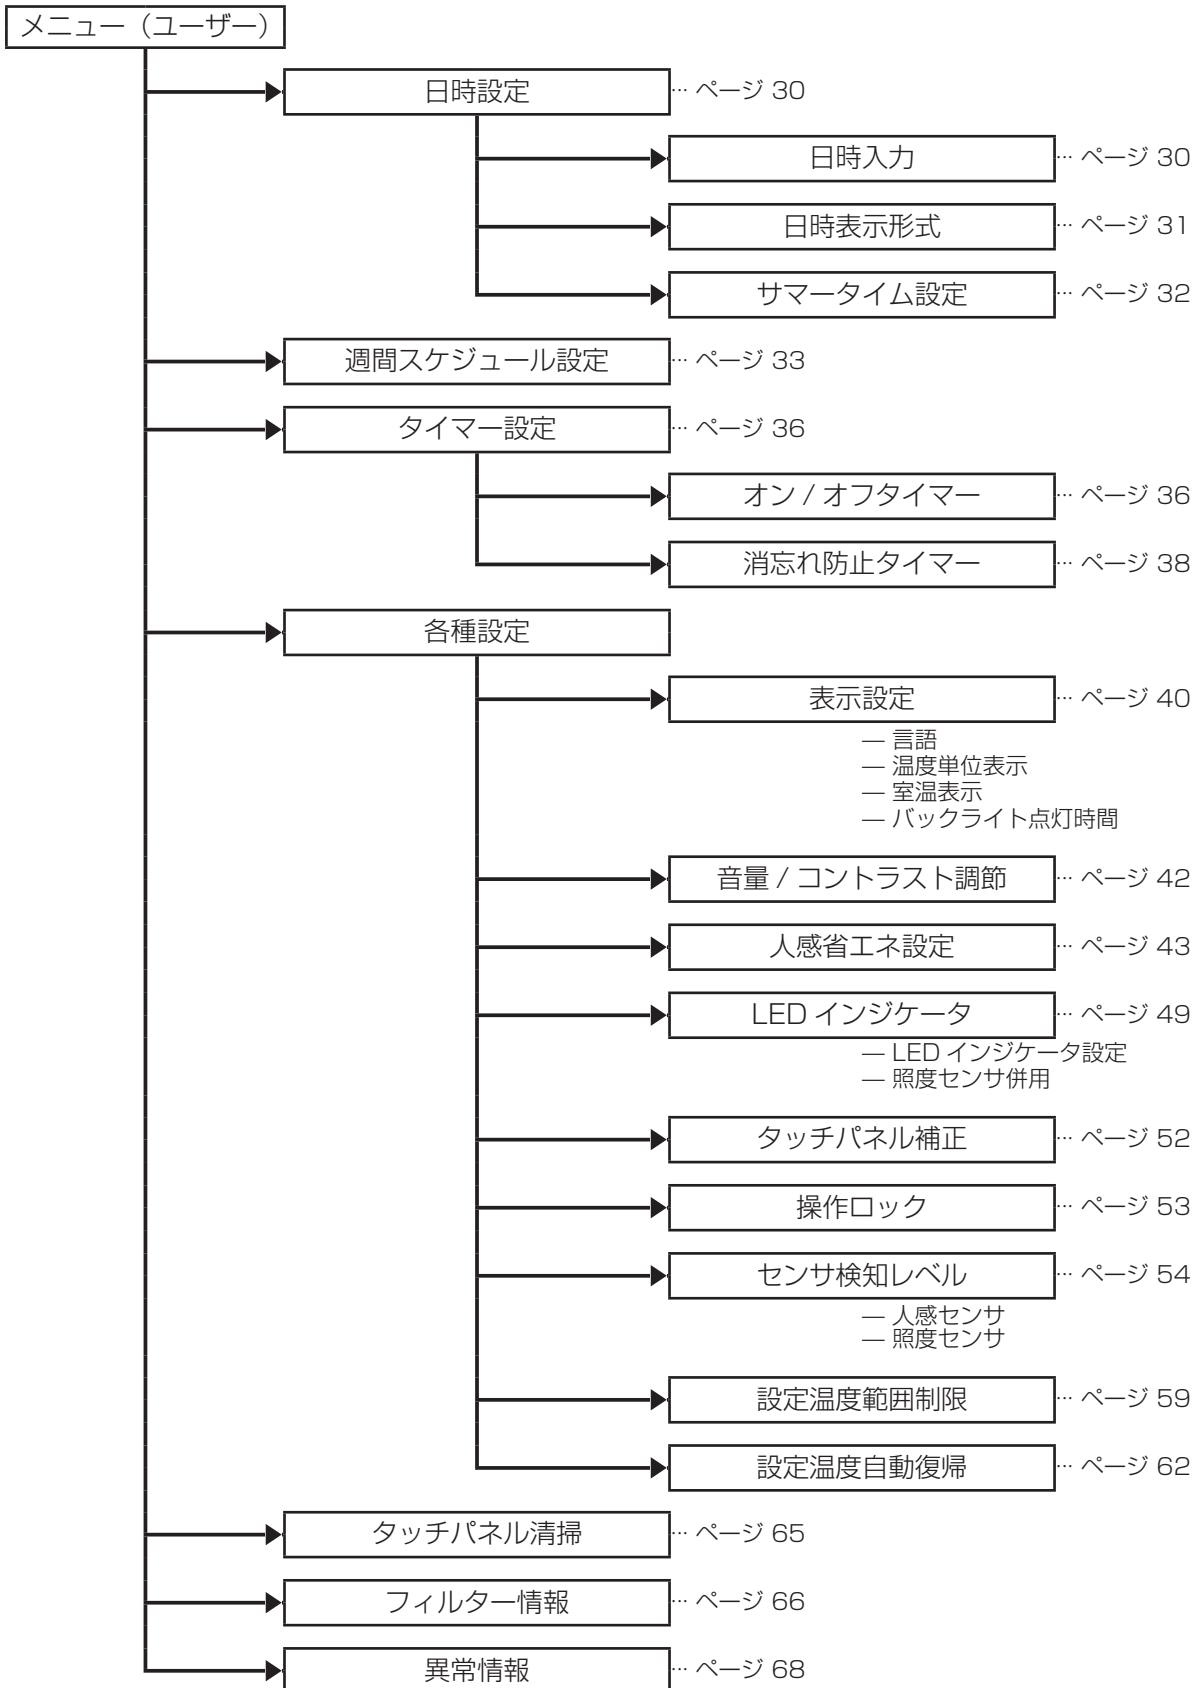 メニュー（ユーザー）
日時設定 … ページ 30
日時入力 … ページ 30
日時表示形式 … ページ 31
サマータイム設定 … ページ 32
週間スケジュール設定 … ページ 33
タイマー設定 … ページ 36
オン / オフタイマー … ページ 36
消忘れ防止タイマー … ページ 38
各種設定
表示設定 … ページ 40
― 言語
― 温度単位表示
― 室温表示
― バックライト点灯時間
音量 / コントラスト調節 … ページ 42
人感省エネ設定 … ページ 43
LED インジケータ … ページ 49
― LED インジケータ設定
― 照度センサ併用
タッチパネル補正 … ページ 52
操作ロック … ページ 53
センサ検知レベル … ページ 54
― 人感センサ
― 照度センサ
設定温度範囲制限 … ページ 59
設定温度自動復帰 … ページ 62
タッチパネル清掃 … ページ 65
フィルター情報 … ページ 66
異常情報 … ページ 68